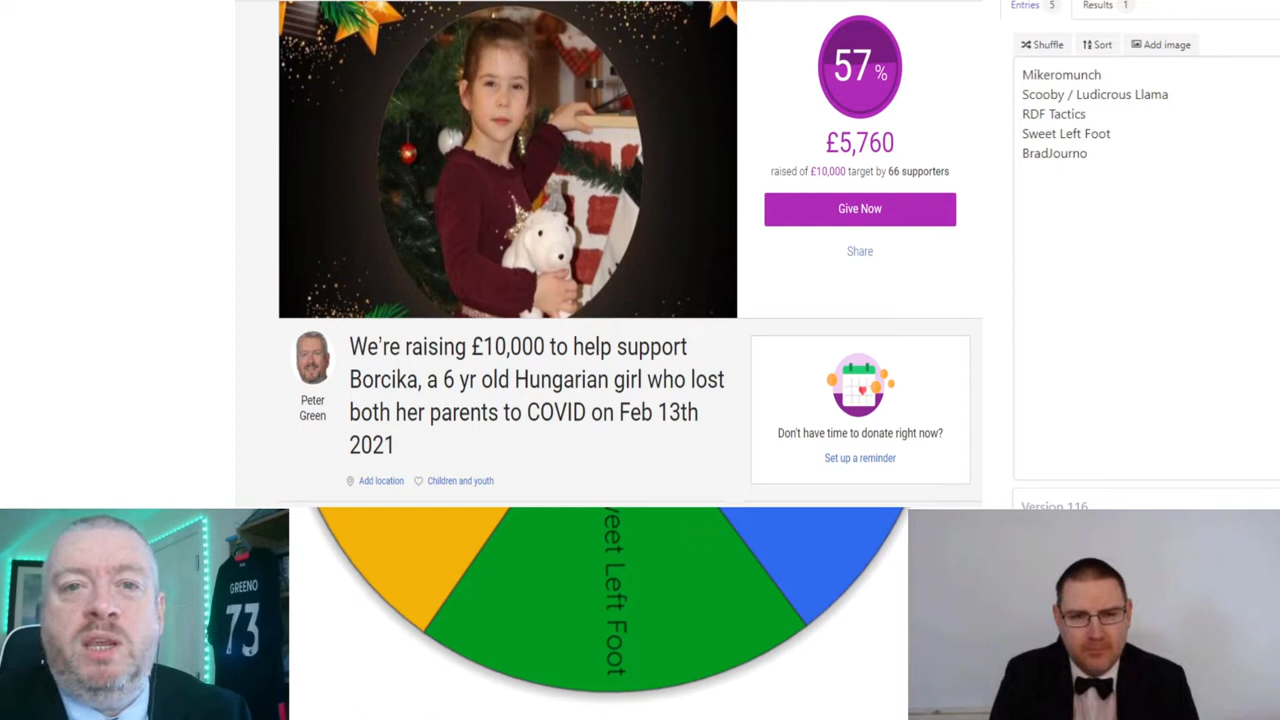 57 %
£5,760
raised of £10,000 target by 66 supporters
Give Now
Share
We're raising £10,000 to help support
Borcika, a 6 yr old Hungarian girl who lost
both her parents to COVID on Feb 13th
2021
Peter
Green
Add location
Children and youth
Don't have time to donate right now?
Set up a reminder
Entries 5
Results 1
Shuffle
Sort
Add image
Mikeromunch
Scooby / Ludicrous Llama
RDF Tactics
Sweet Left Foot
BradJourno
Version 116
weet Left Foot
GREENO
73